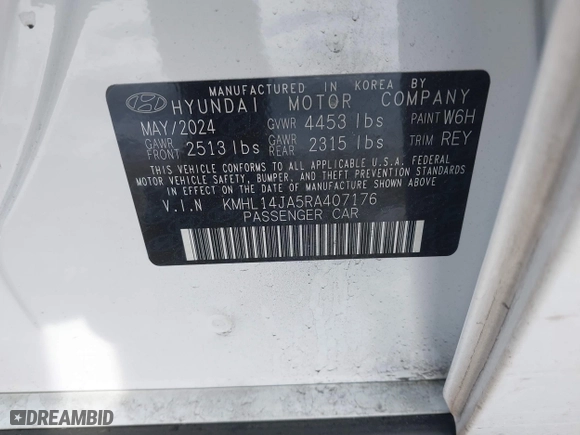 MANUFACTURED IN KOREA BY
HYUNDAI MOTOR COMPANY
MAY/2024 GVWR 4453 lbs PAINT W6H
GAWR FRONT 2513 lbs GAWR REAR 2315 lbs TRIM REY
THIS VEHICLE CONFORMS TO ALL APPLICABLE U.S.A. FEDERAL
MOTOR VEHICLE SAFETY, BUMPER, AND THEFT PREVENTION STANDARDS
IN EFFECT ON THE DATE OF MANUFACTURE SHOWN ABOVE.
V.I.N KMHL14JA5RA407176
PASSENGER CAR
DREAMBID